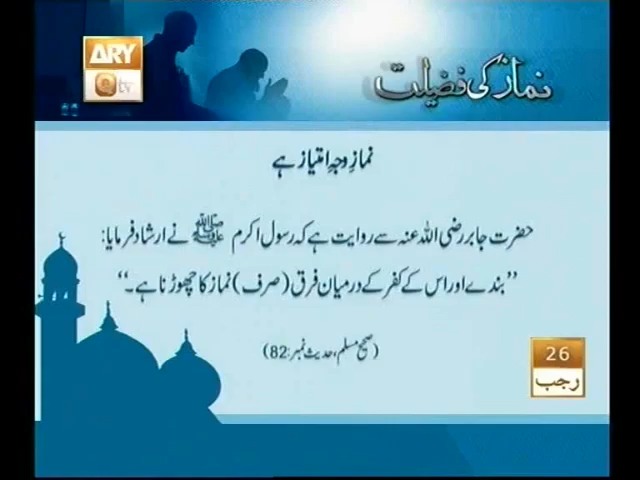 ARY
Qtv
نماز کی فضیلت
نماز وجہِ امتیاز ہے
حضرت جابر رضی اللہ عنہ سے روایت ہے کہ رسول اکرم ﷺ نے ارشاد فرمایا:
”بندے اور اس کے کفر کے درمیان فرق (صرف) نماز کا چھوڑنا ہے۔“
(صحیح مسلم، حدیث نمبر:82)
26
رجب